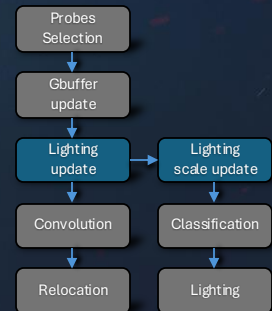 Probes
Selection
Gbuffer
update
Lighting
update
Lighting
scale update
Convolution
Classification
Relocation
Lighting